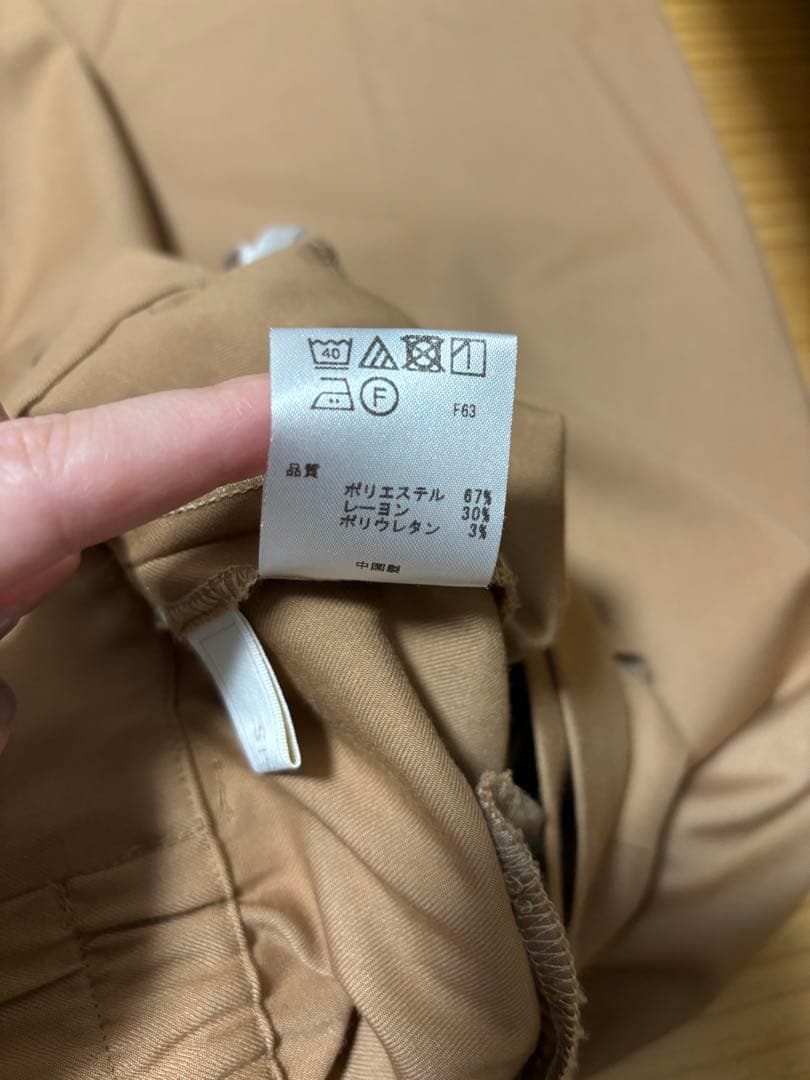 40
F
F63
品質
ポリエステル 67%
レーヨン 30%
ポリウレタン 3%
中国製